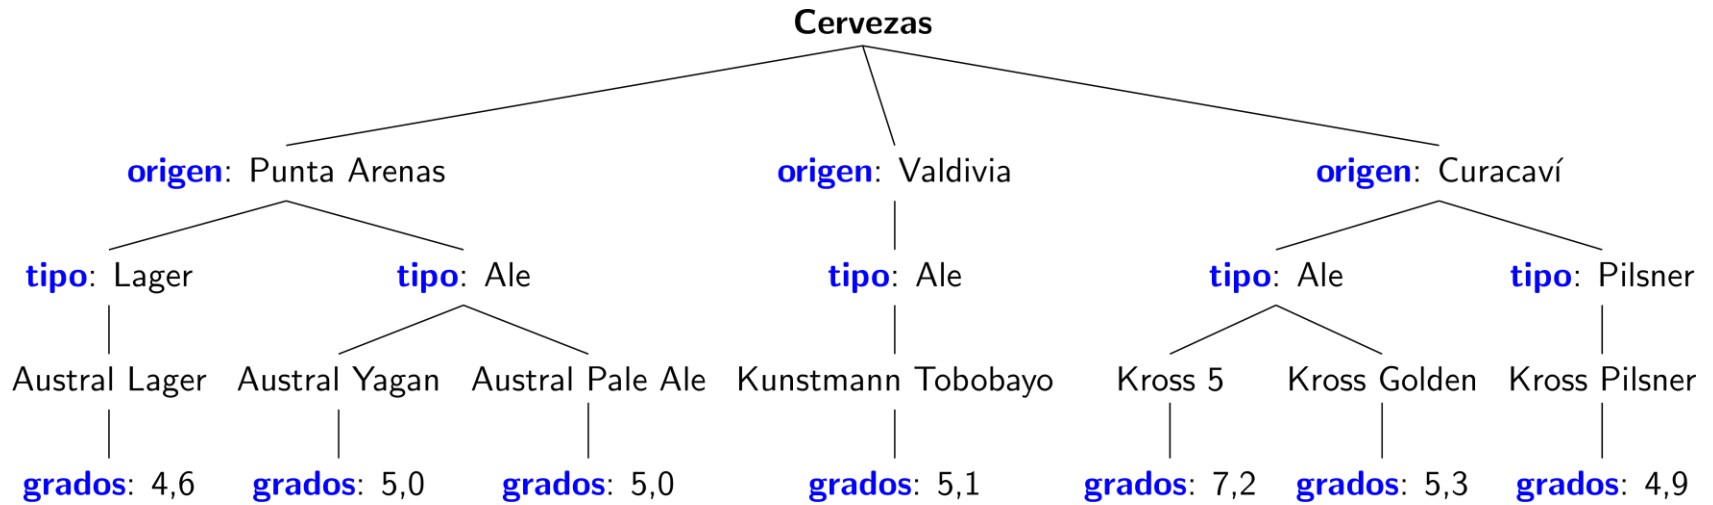 Cervezas
origen: Punta Arenas
origen: Valdivia
origen: Curacaví
tipo: Lager
tipo: Ale
tipo: Ale
tipo: Ale
tipo: Pilsner
Austral Lager
Austral Yagan
Austral Pale Ale
Kunstmann Tobobayo
Kross 5
Kross Golden
Kross Pilsner
grados: 4,6
grados: 5,0
grados: 5,0
grados: 5,1
grados: 7,2
grados: 5,3
grados: 4,9